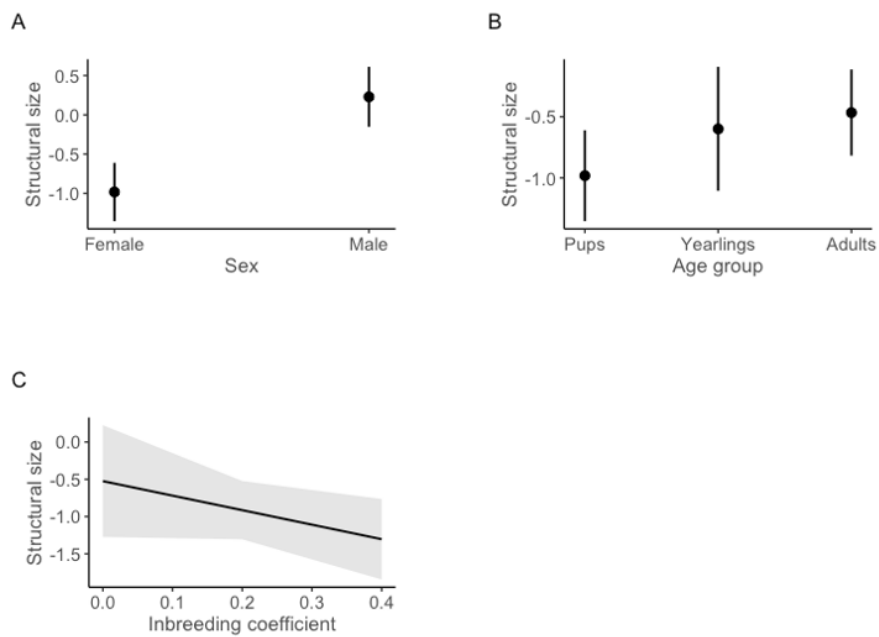 A
Structural size
0.5
0.0
-0.5
-1.0
Female
Male
Sex
B
Structural size
-0.5
-1.0
Pups
Yearlings
Adults
Age group
C
Structural size
0.0
-0.5
-1.0
-1.5
0.0
0.1
0.2
0.3
0.4
Inbreeding coefficient